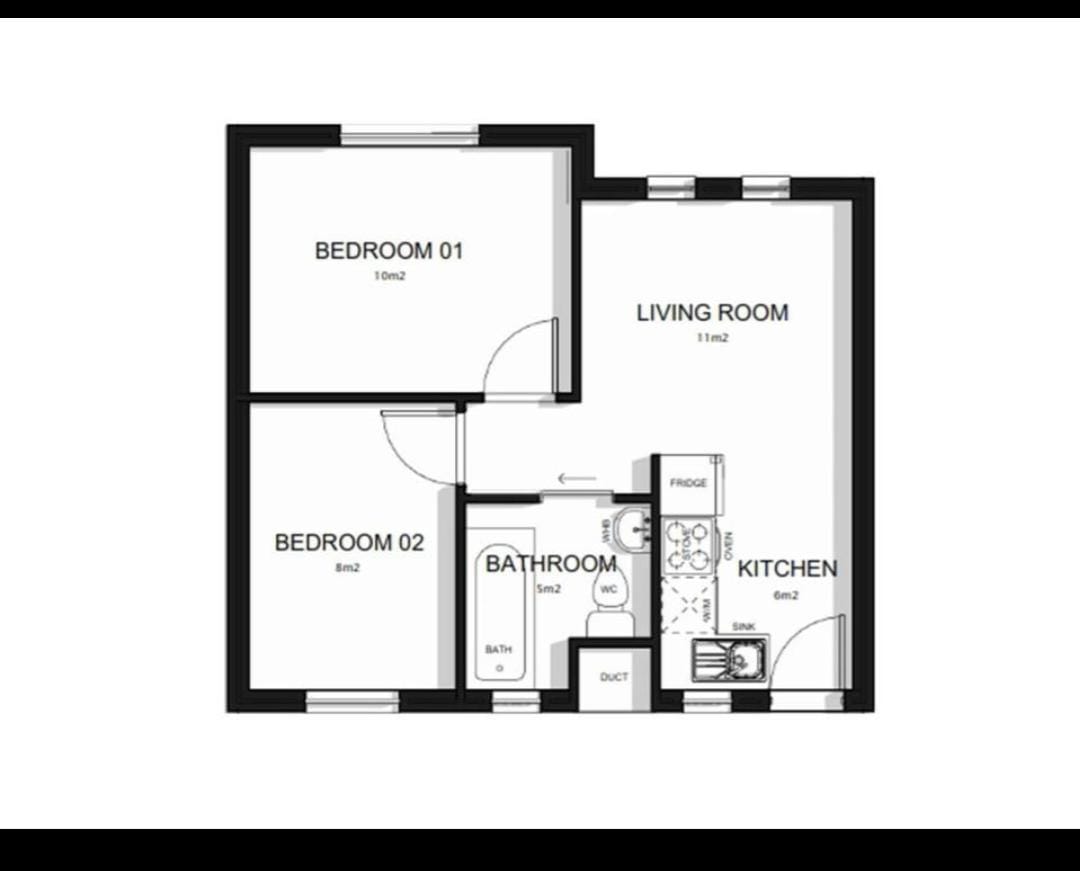 BEDROOM 01
10m2
LIVING ROOM
11m2
FRIDGE
STOVE
OVEN
WHB
BEDROOM 02
8m2
BATHROOM
5m2
WC
KITCHEN
6m2
W/M
SINK
BATH
DUCT